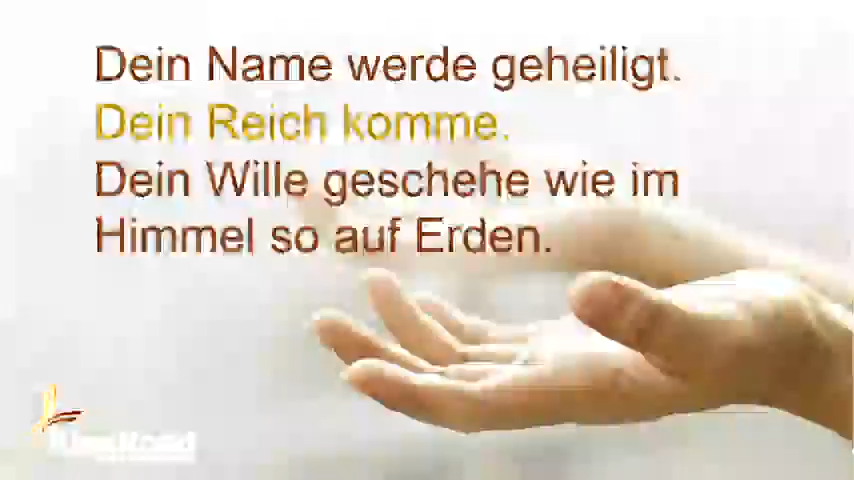 Dein Name werde geheiligt.
Dein Reich komme.
Dein Wille geschehe wie im
Himmel so auf Erden.